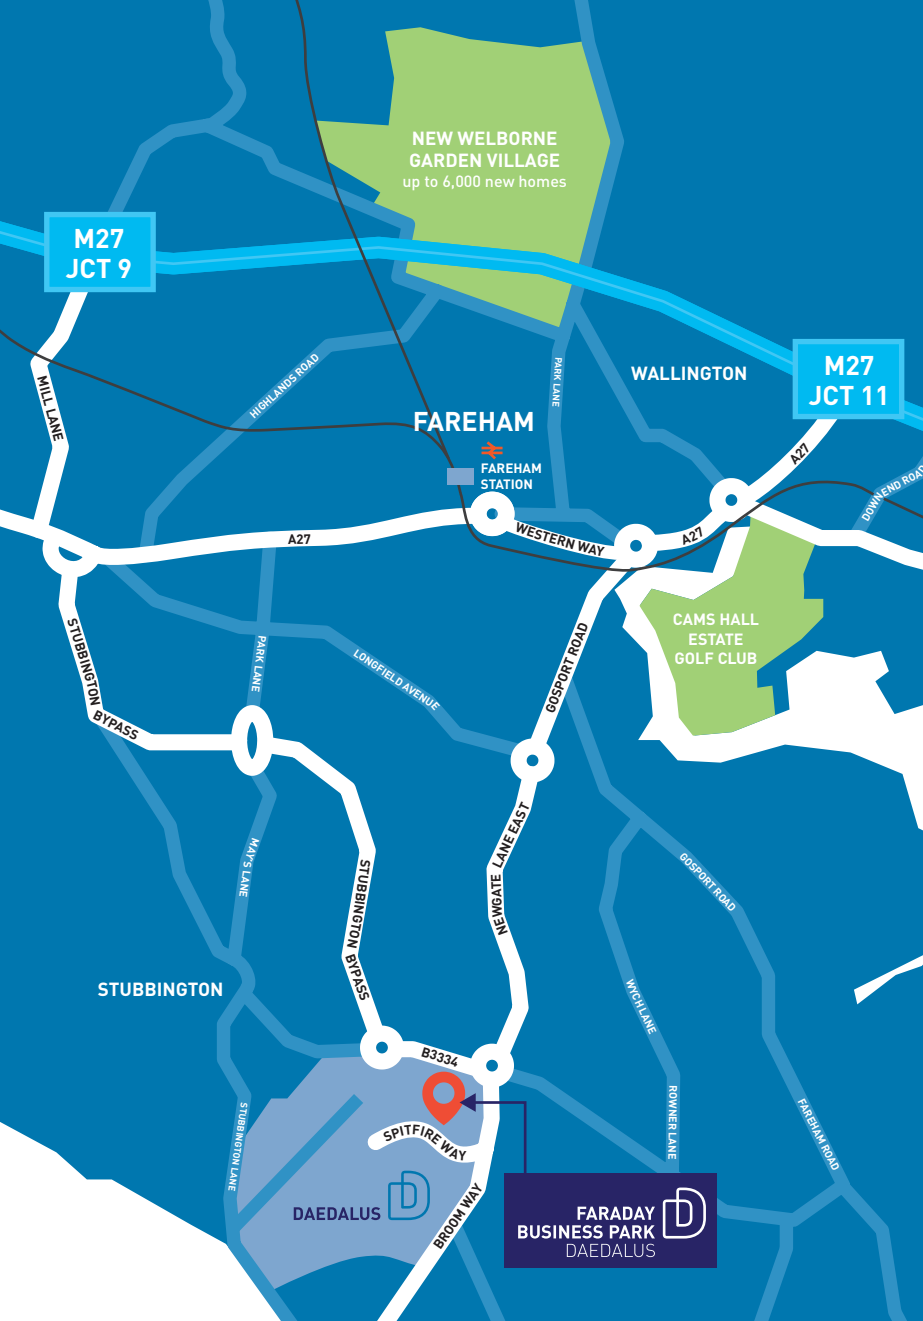 NEW WELBORNE
GARDEN VILLAGE
up to 6,000 new homes
M27
JCT 9
M27
JCT 11
WALLINGTON
HIGHLANDS ROAD
PARK LANE
MILL LANE
FAREHAM
FAREHAM
STATION
A27
DOWNEND ROAD
A27
WESTERN WAY
A27
CAMS HALL
ESTATE
GOLF CLUB
STUBBINGTON
BYPASS
PARK LANE
LONGFIELD AVENUE
GOSPORT ROAD
MAYS LANE
STUBBINGTON BYPASS
NEWGATE LANE EAST
GOSPORT ROAD
STUBBINGTON
WYCH LANE
B3334
SPITFIRE WAY
STUBBINGTON LANE
ROWNER LANE
FAREHAM ROAD
DAEDALUS
BROOM WAY
FARADAY
BUSINESS PARK
DAEDALUS